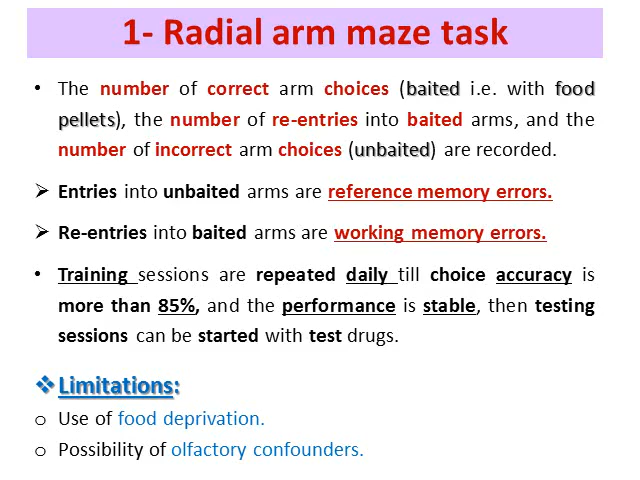 1- Radial arm maze task
• The number of correct arm choices (baited i.e. with food
pellets), the number of re-entries into baited arms, and the
number of incorrect arm choices (unbaited) are recorded.
➢ Entries into unbaited arms are reference memory errors.
➢ Re-entries into baited arms are working memory errors.
• Training sessions are repeated daily till choice accuracy is
more than 85%, and the performance is stable, then testing
sessions can be started with test drugs.
❖Limitations:
o Use of food deprivation.
o Possibility of olfactory confounders.